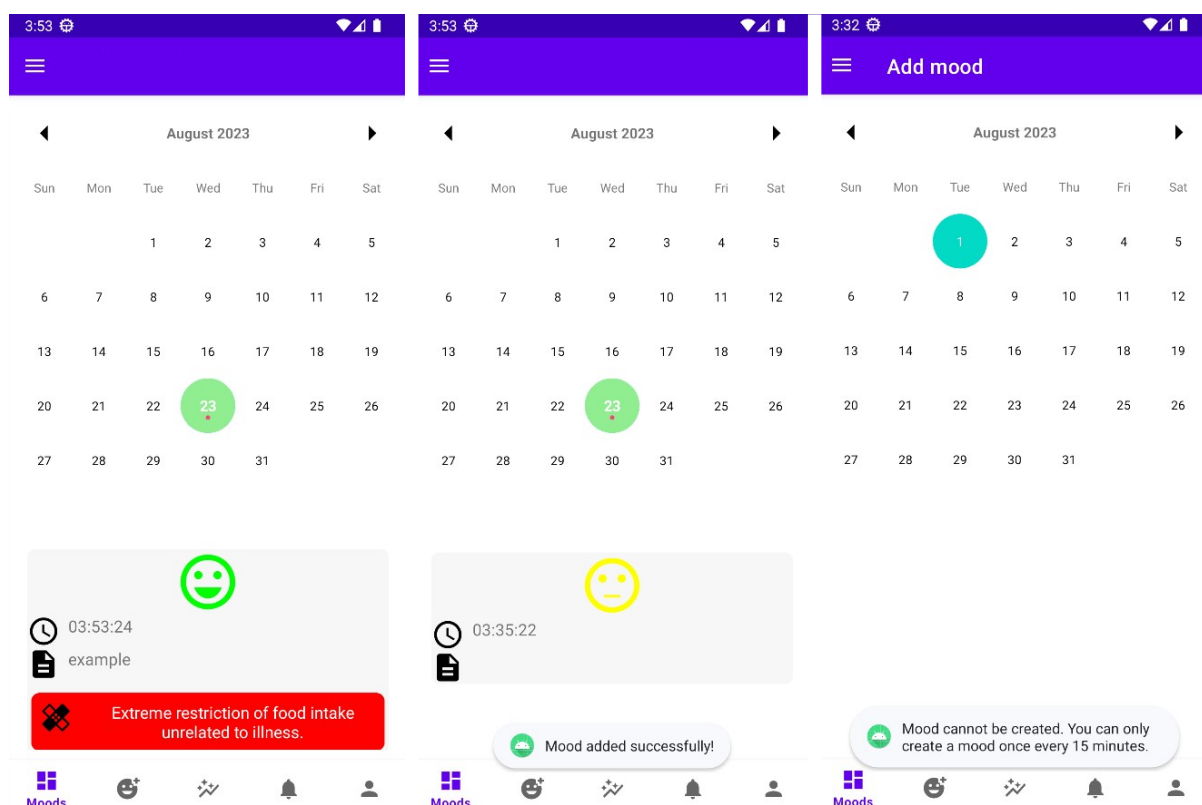 3:53
August 2023
Sun Mon Tue Wed Thu Fri Sat
1 2 3 4 5
6 7 8 9 10 11 12
13 14 15 16 17 18 19
20 21 22 23 24 25 26
27 28 29 30 31
03:53:24
example
Extreme restriction of food intake
unrelated to illness.
Moods
3:53
August 2023
Sun Mon Tue Wed Thu Fri Sat
1 2 3 4 5
6 7 8 9 10 11 12
13 14 15 16 17 18 19
20 21 22 23 24 25 26
27 28 29 30 31
03:35:22
Mood added successfully!
Moods
3:32
Add mood
August 2023
Sun Mon Tue Wed Thu Fri Sat
1 2 3 4 5
6 7 8 9 10 11 12
13 14 15 16 17 18 19
20 21 22 23 24 25 26
27 28 29 30 31
Mood cannot be created. You can only
create a mood once every 15 minutes.
Moods